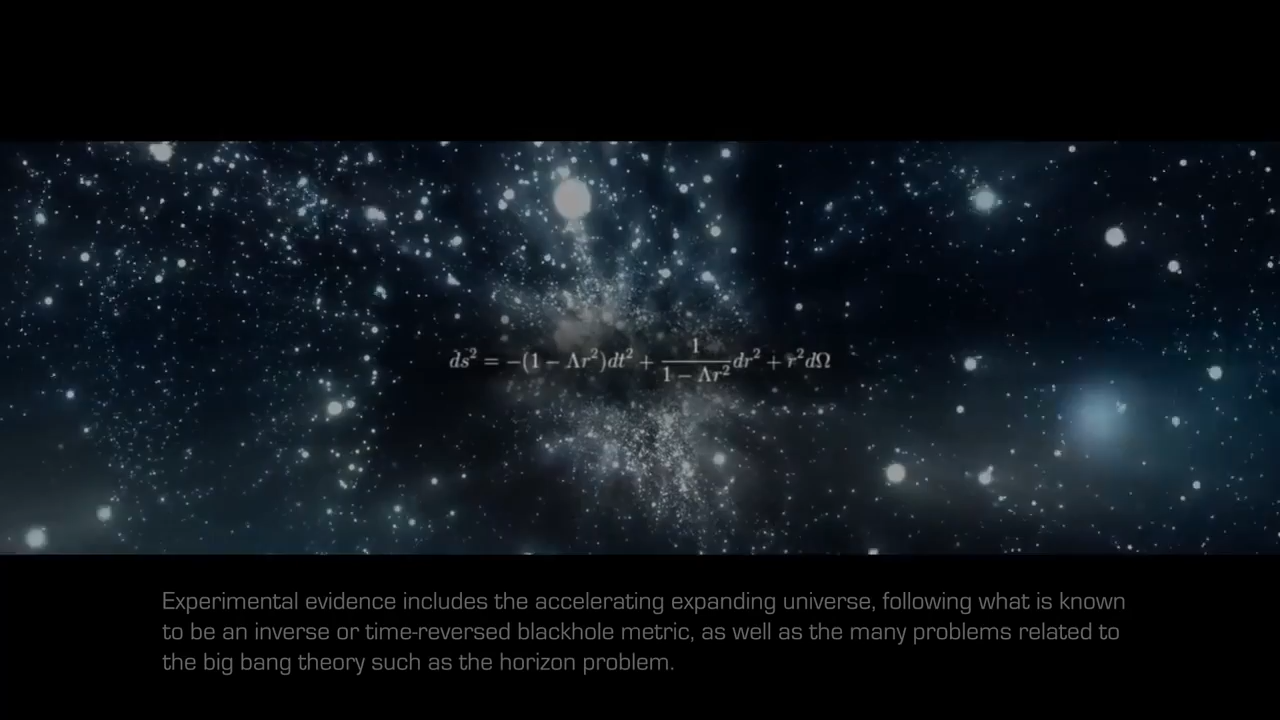 ds² = −(1 − Λr²)dt² + \frac{1}{1 − Λr²}dr² + r²dΩ
Experimental evidence includes the accelerating expanding universe, following what is known
to be an inverse or time-reversed blackhole metric, as well as the many problems related to
the big bang theory such as the horizon problem.